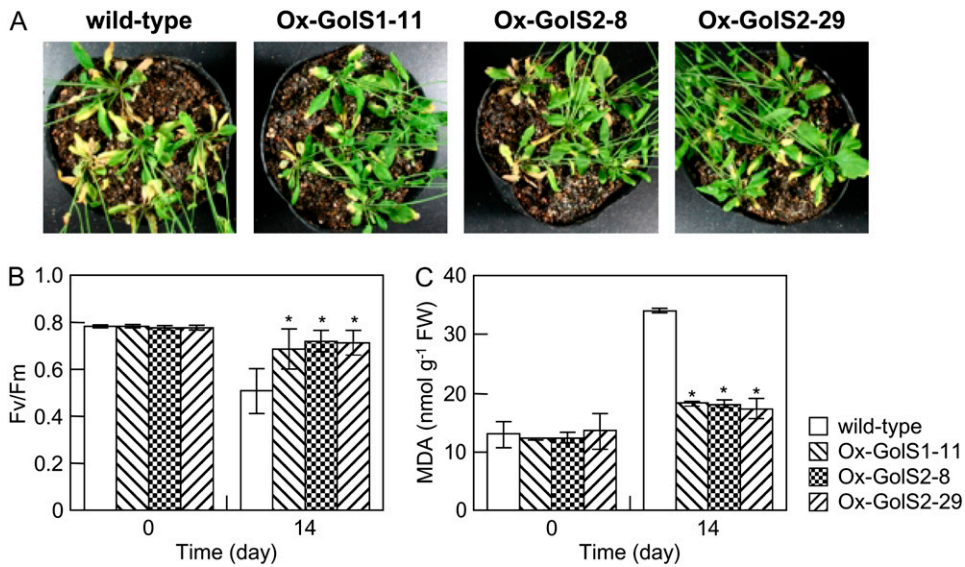 A
wild-type
Ox-GolS1-11
Ox-GolS2-8
Ox-GolS2-29
B
1.0
0.8
0.6
0.4
0.2
0
Fv/Fm
*
*
*
0
14
Time (day)
C
40
30
20
10
0
MDA (nmol g⁻¹ FW)
*
*
*
0
14
Time (day)
wild-type
Ox-GolS1-11
Ox-GolS2-8
Ox-GolS2-29